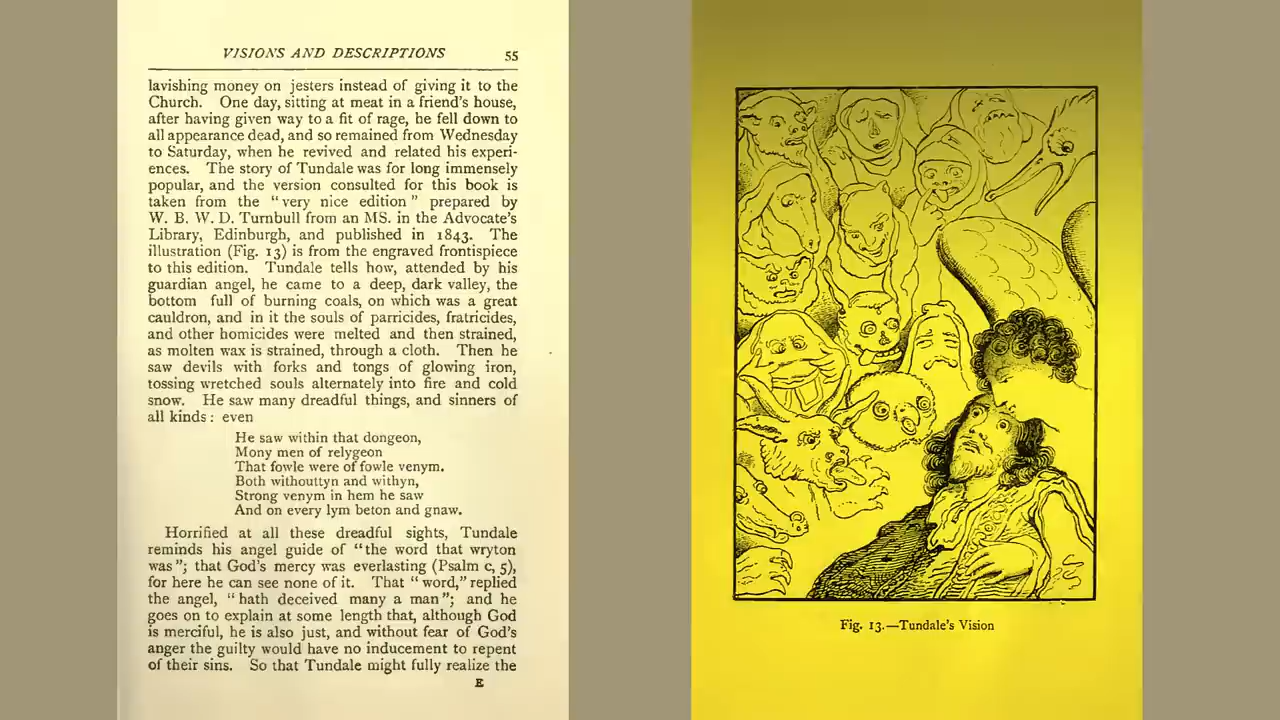 VISIONS AND DESCRIPTIONS 55
lavishing money on jesters instead of giving it to the
Church. One day, sitting at meat in a friend's house,
after having given way to a fit of rage, he fell down to
all appearance dead, and so remained from Wednesday
to Saturday, when he revived and related his experi-
ences. The story of Tundale was for long immensely
popular, and the version consulted for this book is
taken from the "very nice edition" prepared by
W. B. W. D. Turnbull from an MS. in the Advocate's
Library, Edinburgh, and published in 1843. The
illustration (Fig. 13) is from the engraved frontispiece
to this edition. Tundale tells how, attended by his
guardian angel, he came to a deep, dark valley, the
bottom full of burning coals, on which was a great
cauldron, and in it the souls of parricides, fratricides,
and other homicides were melted and then strained,
as molten wax is strained, through a cloth. Then he
saw devils with forks and tongs of glowing iron,
tossing wretched souls alternately into fire and cold
snow. He saw many dreadful things, and sinners of
all kinds: even
He saw within that dongeon,
Mony men of relygeon
That fowle were of fowle venym.
Both withouttyn and withyn,
Strong venym in hem he saw
And on every lym beton and gnaw.
Horrified at all these dreadful sights, Tundale
reminds his angel guide of "the word that wryton
was"; that God's mercy was everlasting (Psalm c, 5),
for here he can see none of it. That "word," replied
the angel, "hath deceived many a man"; and he
goes on to explain at some length that, although God
is merciful, he is also just, and without fear of God's
anger the guilty would have no inducement to repent
of their sins. So that Tundale might fully realize the
E
Fig. 13.—Tundale's Vision